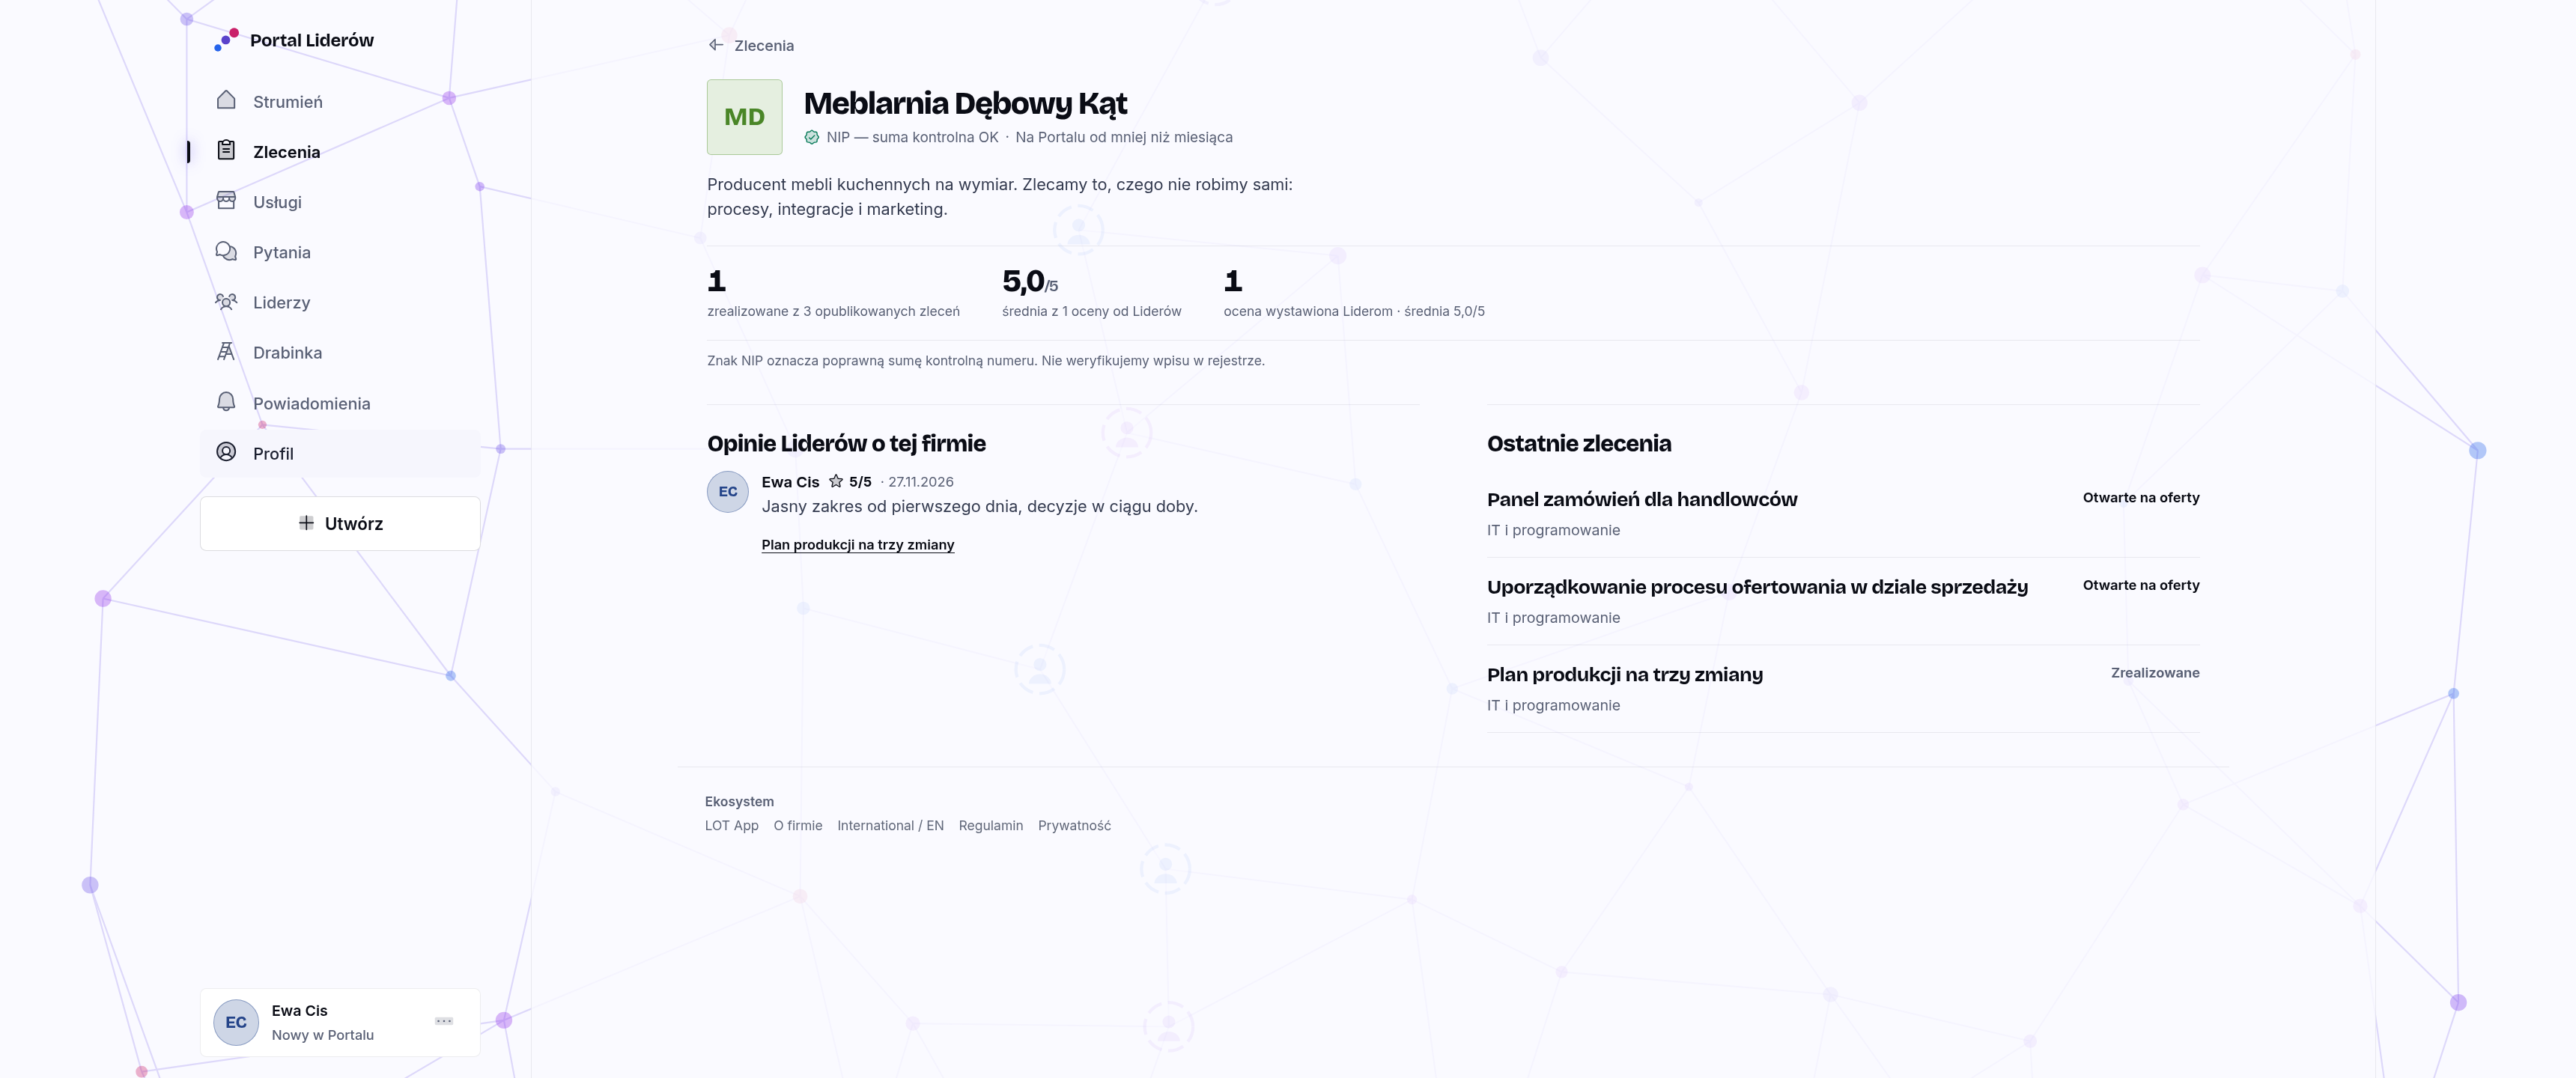 Portal Liderów
Strumień
Zlecenia
Usługi
Pytania
Liderzy
Drabinka
Powiadomienia
Profil
Utwórz
EC
Ewa Cis
Nowy w Portalu
Zlecenia
MD
Meblarnia Dębowy Kąt
NIP — suma kontrolna OK · Na Portalu od mniej niż miesiąca
Producent mebli kuchennych na wymiar. Zlecamy to, czego nie robimy sami:
procesy, integracje i marketing.
1
zrealizowane z 3 opublikowanych zleceń
5,0/5
średnia z 1 oceny od Liderów
1
ocena wystawiona Liderom · średnia 5,0/5
Znak NIP oznacza poprawną sumę kontrolną numeru. Nie weryfikujemy wpisu w rejestrze.
Opinie Liderów o tej firmie
EC
Ewa Cis 5/5 · 27.11.2026
Jasny zakres od pierwszego dnia, decyzje w ciągu doby.
Plan produkcji na trzy zmiany
Ostatnie zlecenia
Panel zamówień dla handlowców
Otwarte na oferty
IT i programowanie
Uporządkowanie procesu ofertowania w dziale sprzedaży
Otwarte na oferty
IT i programowanie
Plan produkcji na trzy zmiany
Zrealizowane
IT i programowanie
Ekosystem
LOT App O firmie International / EN Regulamin Prywatność